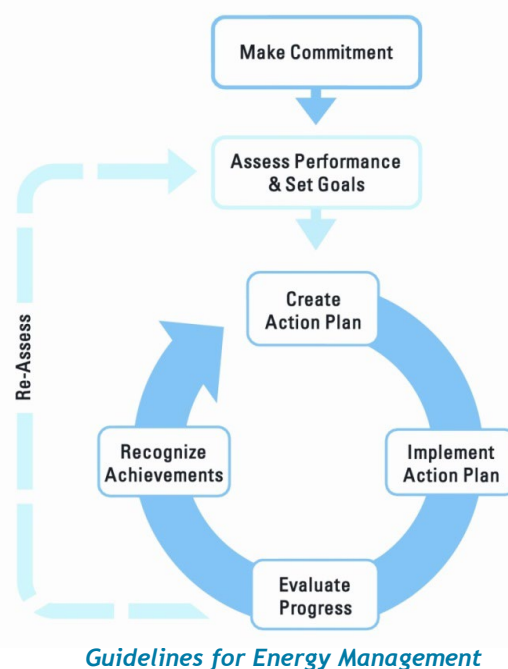 Make Commitment
Assess Performance
& Set Goals
Create
Action Plan
Re-Assess
Recognize
Achievements
Implement
Action Plan
Evaluate
Progress
Guidelines for Energy Management